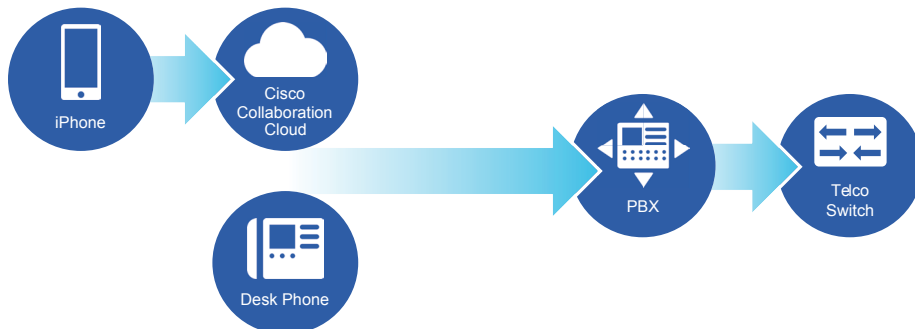 iPhone
Cisco
Collaboration
Cloud
Desk Phone
PBX
Telco
Switch